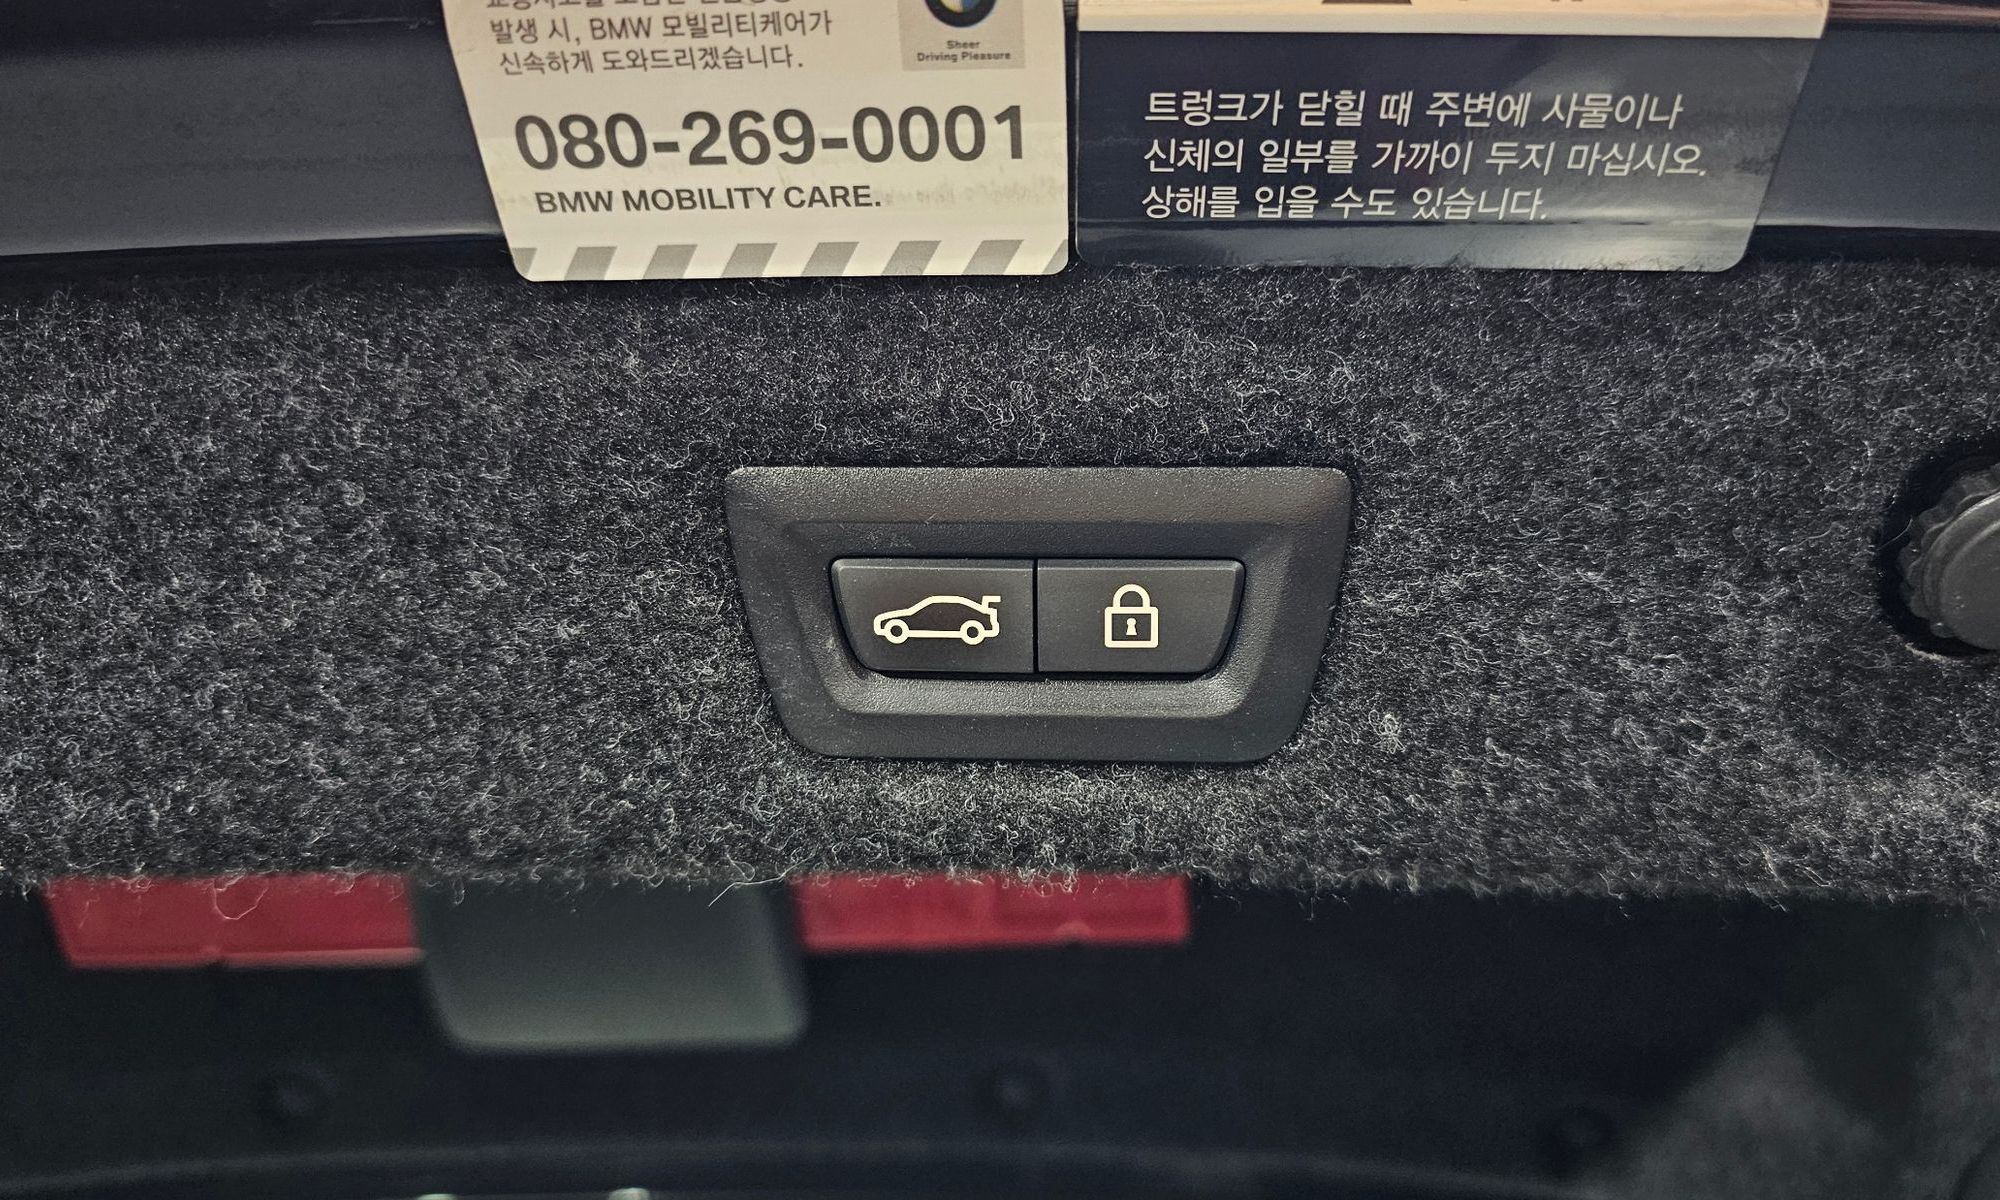 발생 시, BMW 모빌리티케어가
신속하게 도와드리겠습니다.
Sheer
Driving Pleasure
080-269-0001
BMW MOBILITY CARE.
트렁크가 닫힐 때 주변에 사물이나
신체의 일부를 가까이 두지 마십시오.
상해를 입을 수도 있습니다.